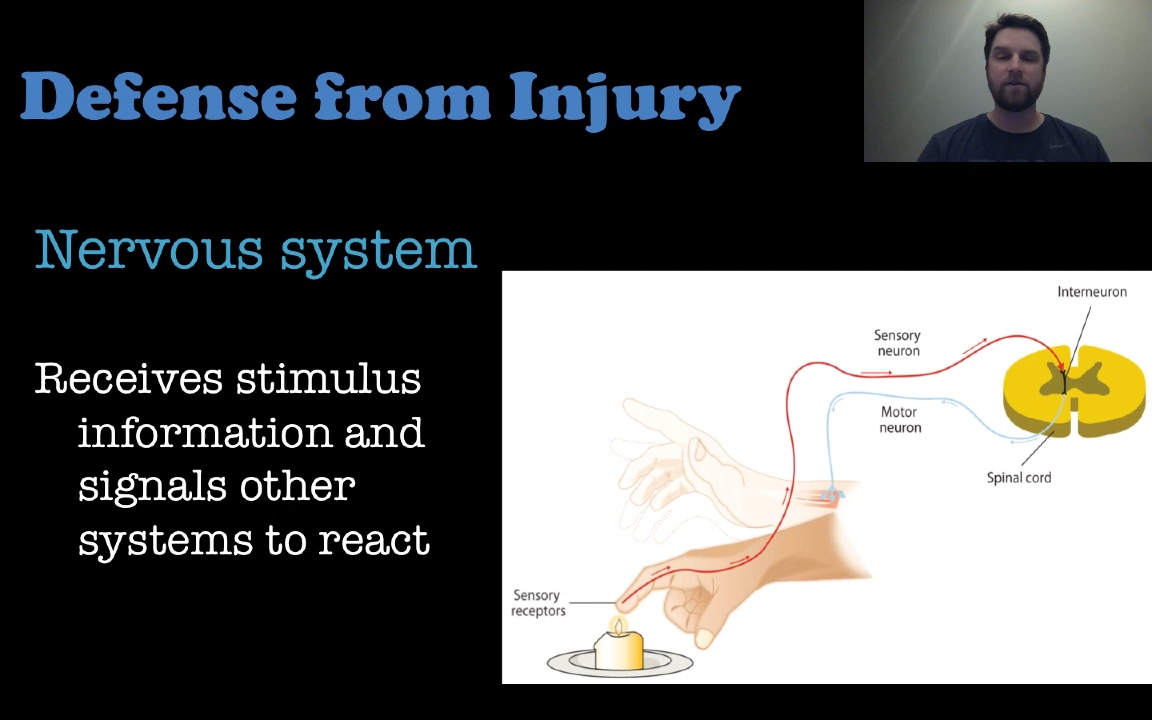 Defense from Injury
Nervous system
Receives stimulus
information and
signals other
systems to react
Interneuron
Sensory
neuron
Motor
neuron
Spinal cord
Sensory
receptors